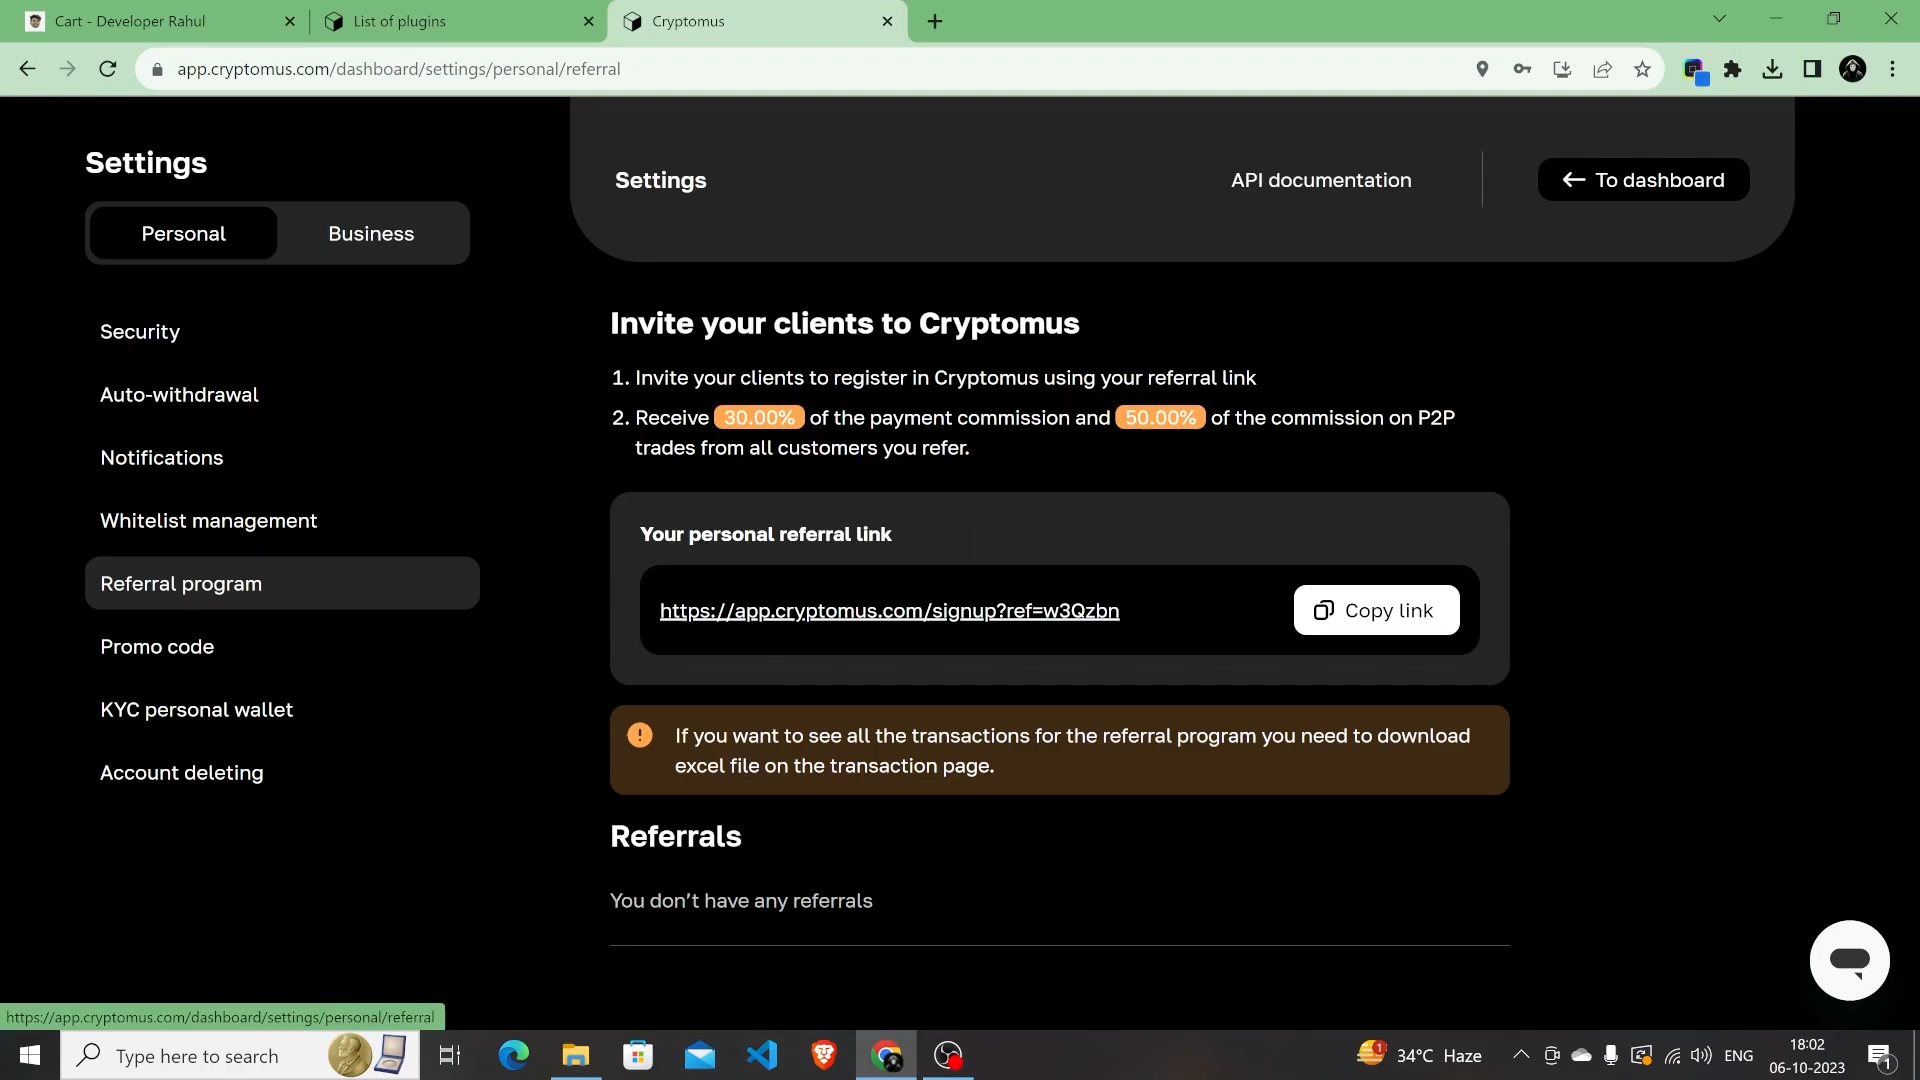 Cart - Developer Rahul
List of plugins
Cryptomus
app.cryptomus.com/dashboard/settings/personal/referral
Settings
Personal
Business
Security
Auto-withdrawal
Notifications
Whitelist management
Referral program
Promo code
KYC personal wallet
Account deleting
Settings
API documentation
To dashboard
Invite your clients to Cryptomus
1. Invite your clients to register in Cryptomus using your referral link
2. Receive 30.00% of the payment commission and 50.00% of the commission on P2P
trades from all customers you refer.
Your personal referral link
https://app.cryptomus.com/signup?ref=w3Qzbn
Copy link
If you want to see all the transactions for the referral program you need to download
excel file on the transaction page.
Referrals
You don’t have any referrals
https://app.cryptomus.com/dashboard/settings/personal/referral
Type here to search
1
34°C Haze
ENG
18:02
06-10-2023
1